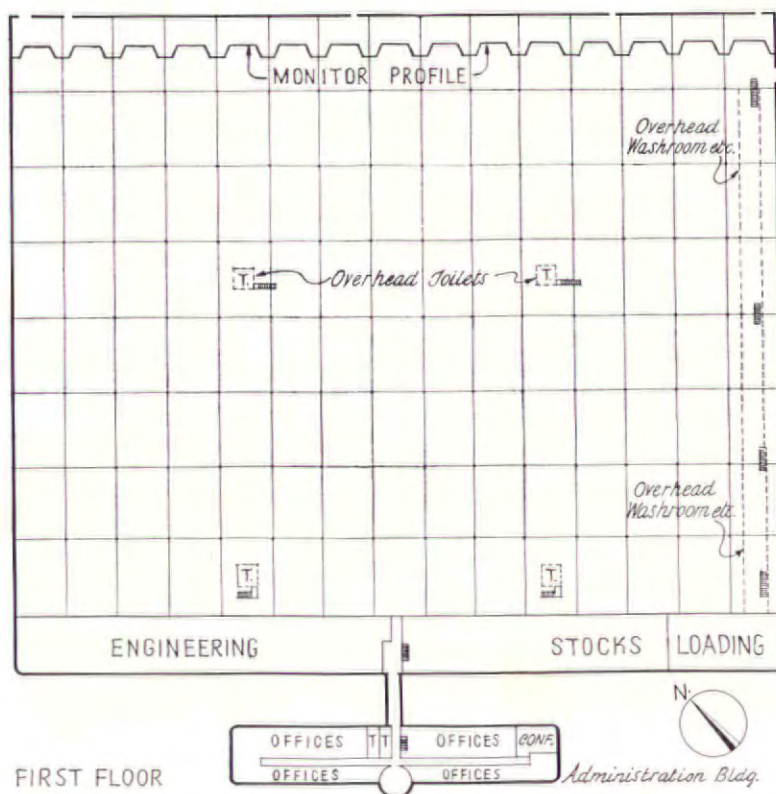 MONITOR PROFILE
Overhead
Washroom etc.
T.
Overhead Toilets
T.
Overhead
Washroom etc.
T.
T.
ENGINEERING
STOCKS
LOADING
N.
OFFICES
T T
OFFICES
CONF.
OFFICES
OFFICES
FIRST FLOOR
Administration Bldg.